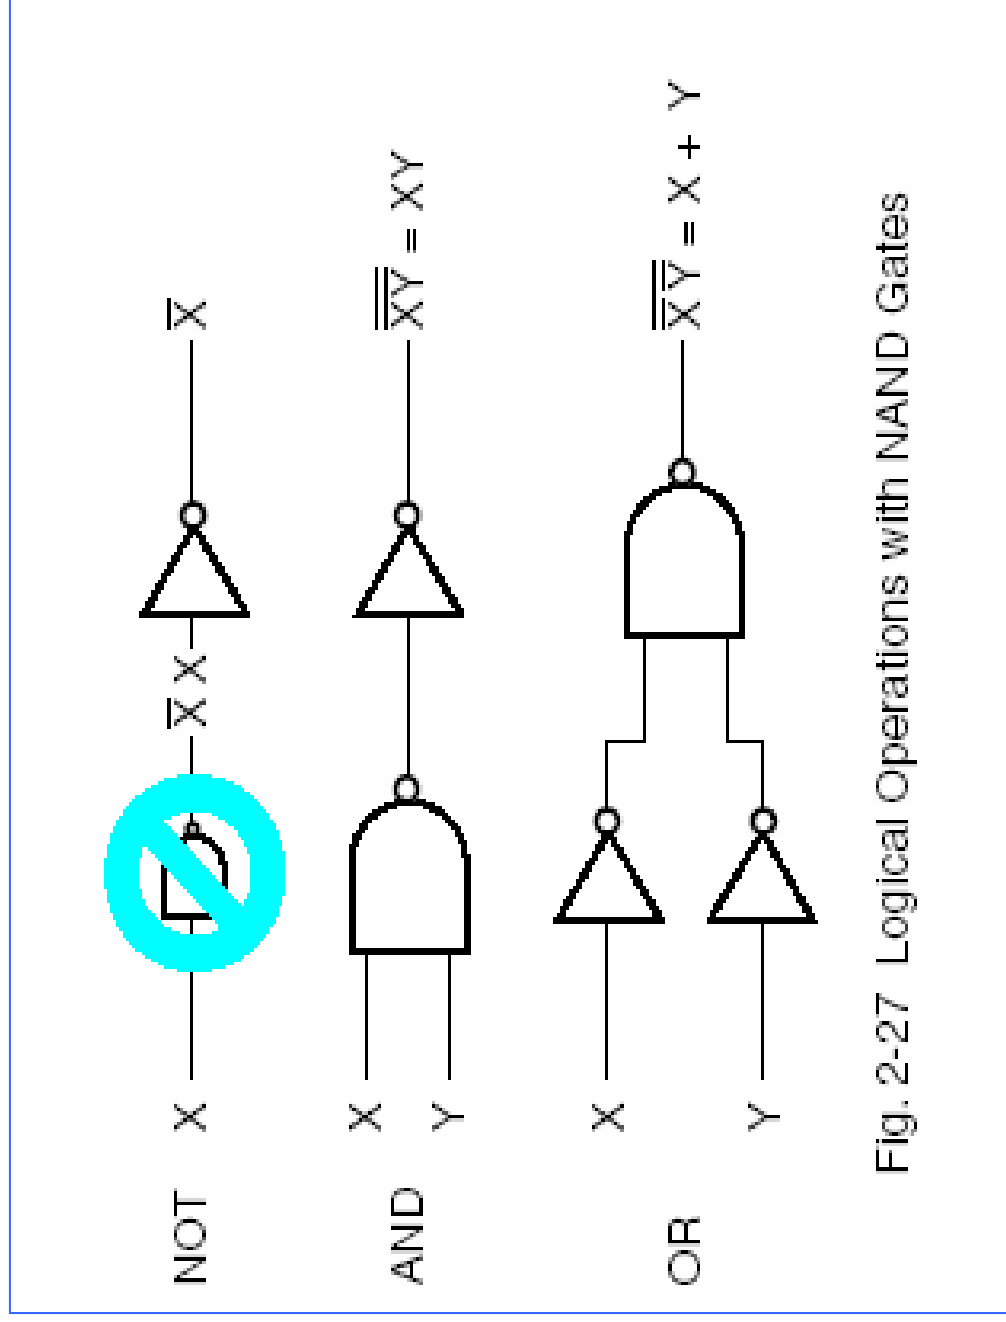 NOT X X̅ X X̅
AND X Y X̿Y̿ = XY
OR X Y X̿ Y̿ = X + Y
Fig. 2-27 Logical Operations with NAND Gates